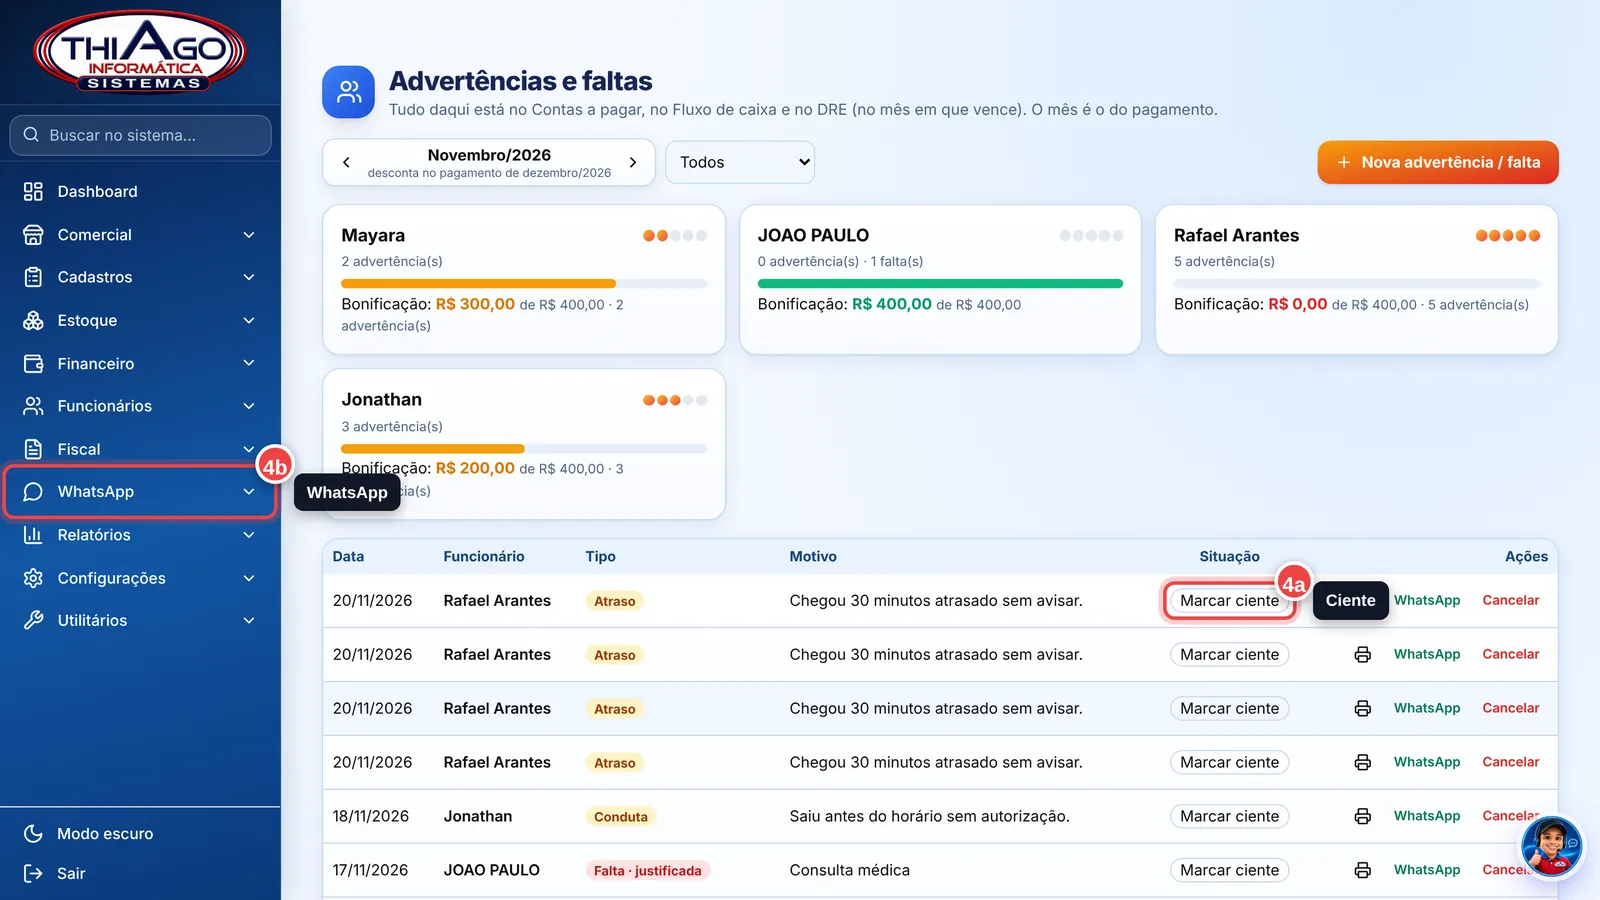 THIAGO
INFORMÁTICA
SISTEMAS
Buscar no sistema...
Dashboard
Comercial
Cadastros
Estoque
Financeiro
Funcionários
Fiscal
4b
WhatsApp
Relatórios
Configurações
Utilitários
Modo escuro
Sair
Advertências e faltas
Tudo daqui está no Contas a pagar, no Fluxo de caixa e no DRE (no mês em que vence). O mês é o do pagamento.
Novembro/2026
desconta no pagamento de dezembro/2026
Todos
+ Nova advertência / falta
Mayara
2 advertência(s)
Bonificação: R$ 300,00 de R$ 400,00 · 2
advertência(s)
JOAO PAULO
0 advertência(s) · 1 falta(s)
Bonificação: R$ 400,00 de R$ 400,00
Rafael Arantes
5 advertência(s)
Bonificação: R$ 0,00 de R$ 400,00 · 5 advertência(s)
Jonathan
3 advertência(s)
Bonificação: R$ 200,00 de R$ 400,00 · 3
WhatsApp cia(s)
Data Funcionário Tipo Motivo Situação Ações
4a
20/11/2026 Rafael Arantes Atraso Chegou 30 minutos atrasado sem avisar. Marcar ciente Ciente WhatsApp Cancelar
20/11/2026 Rafael Arantes Atraso Chegou 30 minutos atrasado sem avisar. Marcar ciente WhatsApp Cancelar
20/11/2026 Rafael Arantes Atraso Chegou 30 minutos atrasado sem avisar. Marcar ciente WhatsApp Cancelar
20/11/2026 Rafael Arantes Atraso Chegou 30 minutos atrasado sem avisar. Marcar ciente WhatsApp Cancelar
18/11/2026 Jonathan Conduta Saiu antes do horário sem autorização. Marcar ciente WhatsApp Cancelar
17/11/2026 JOAO PAULO Falta · justificada Consulta médica Marcar ciente WhatsApp Cancela